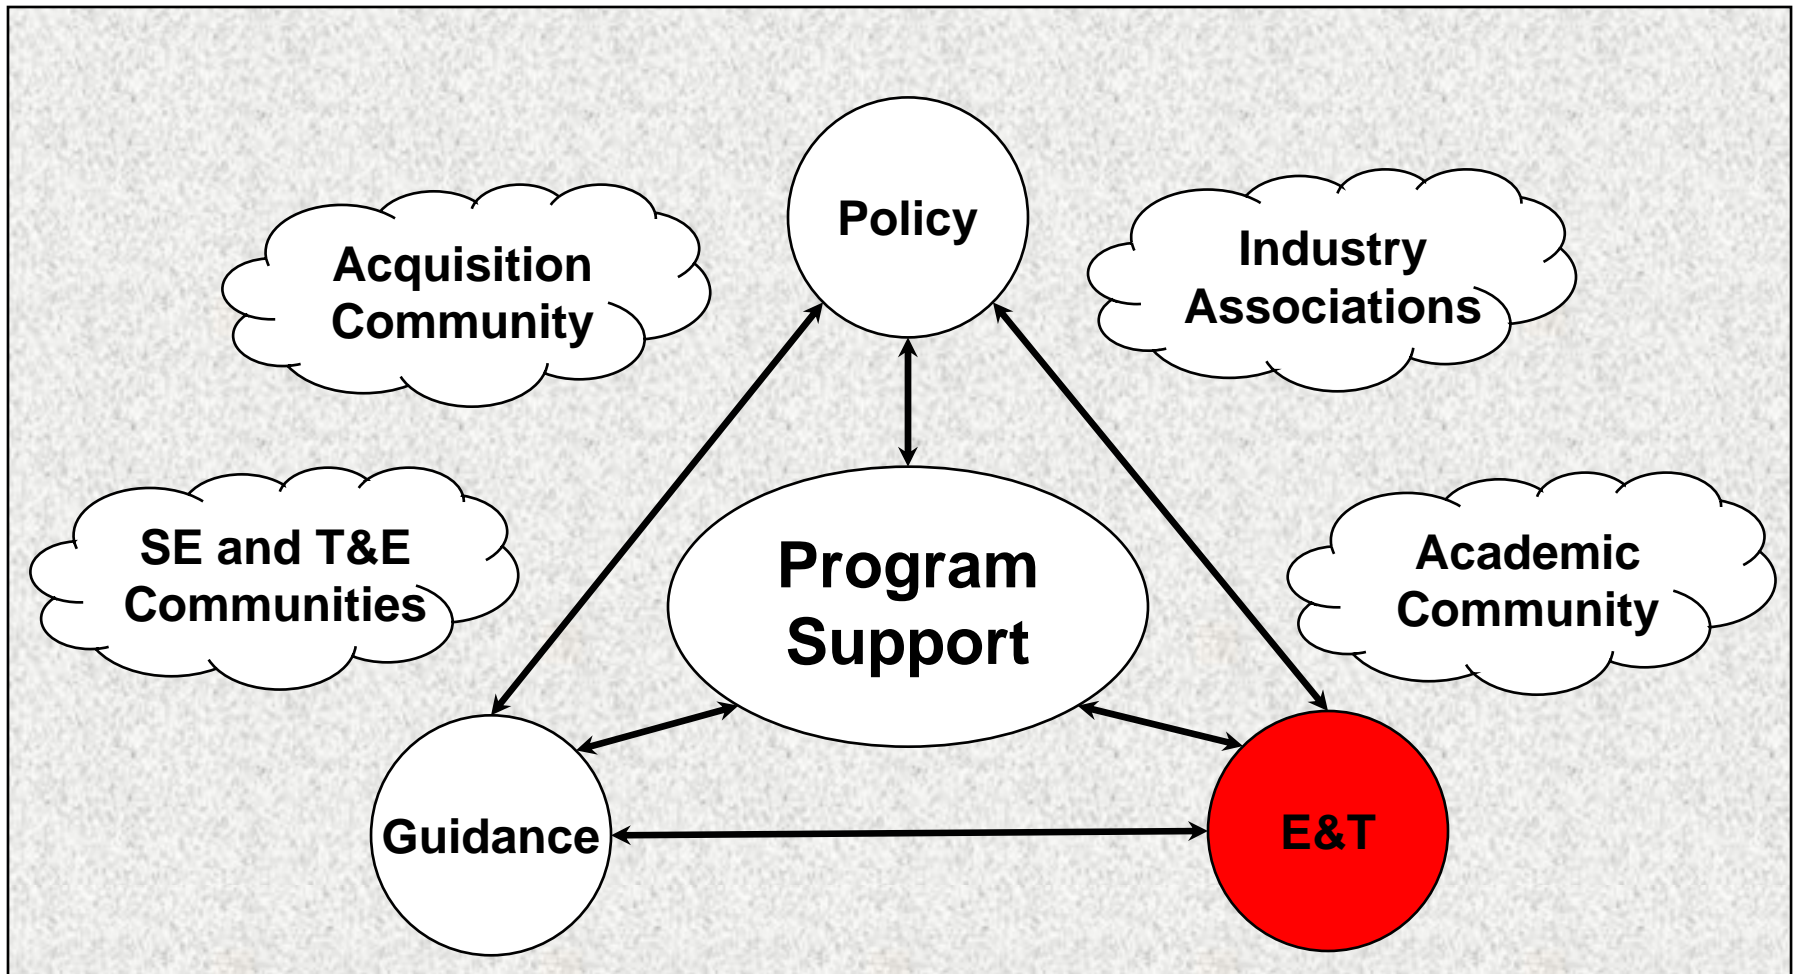 Policy
Acquisition
Community
Industry
Associations
SE and T&E
Communities
Program
Support
Academic
Community
Guidance
E&T